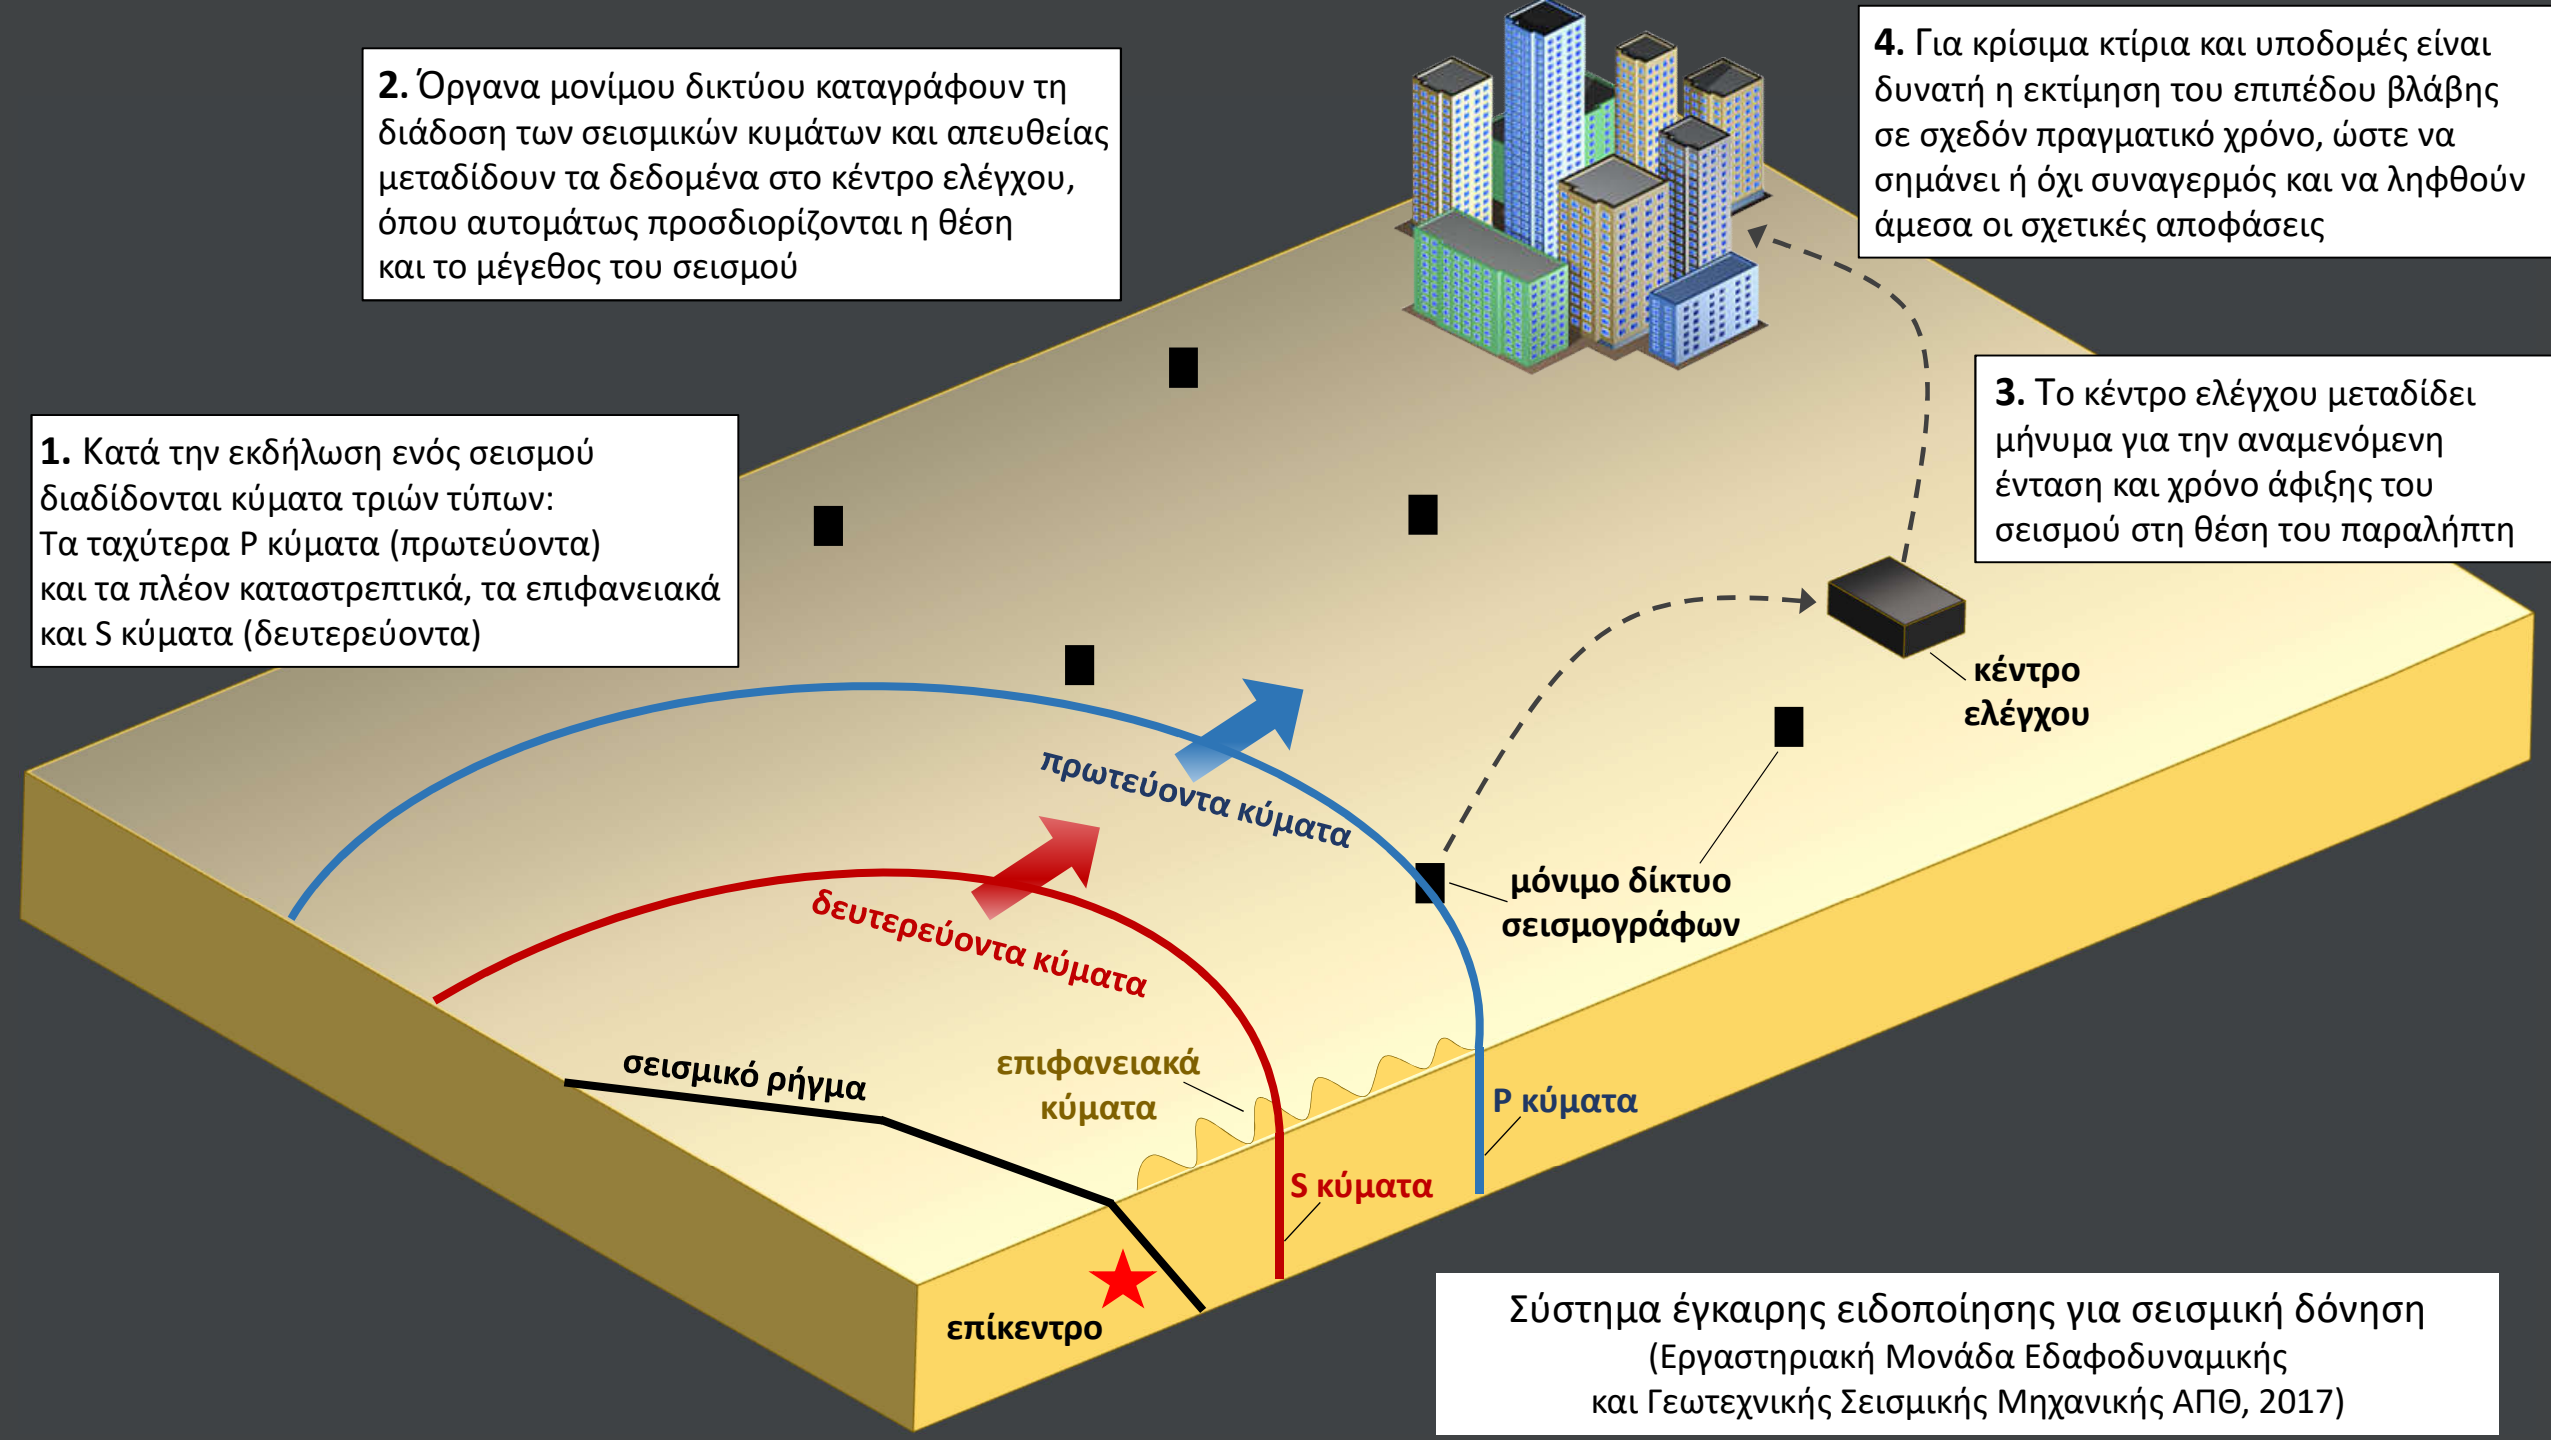 2. Όργανα μονίμου δικτύου καταγράφουν τη
διάδοση των σεισμικών κυμάτων και απευθείας
μεταδίδουν τα δεδομένα στο κέντρο ελέγχου,
όπου αυτομάτως προσδιορίζονται η θέση
και το μέγεθος του σεισμού
4. Για κρίσιμα κτίρια και υποδομές είναι
δυνατή η εκτίμηση του επιπέδου βλάβης
σε σχεδόν πραγματικό χρόνο, ώστε να
σημάνει ή όχι συναγερμός και να ληφθούν
άμεσα οι σχετικές αποφάσεις
1. Κατά την εκδήλωση ενός σεισμού
διαδίδονται κύματα τριών τύπων:
Τα ταχύτερα P κύματα (πρωτεύοντα)
και τα πλέον καταστρεπτικά, τα επιφανειακά
και S κύματα (δευτερεύοντα)
3. Το κέντρο ελέγχου μεταδίδει
μήνυμα για την αναμενόμενη
ένταση και χρόνο άφιξης του
σεισμού στη θέση του παραλήπτη
κέντρο
ελέγχου
πρωτεύοντα κύματα
δευτερεύοντα κύματα
μόνιμο δίκτυο
σεισμογράφων
σεισμικό ρήγμα
επιφανειακά
κύματα
P κύματα
S κύματα
επίκεντρο
Σύστημα έγκαιρης ειδοποίησης για σεισμική δόνηση
(Εργαστηριακή Μονάδα Εδαφοδυναμικής
και Γεωτεχνικής Σεισμικής Μηχανικής ΑΠΘ, 2017)